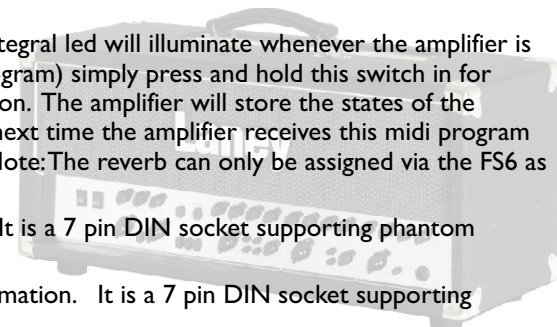 tegral led will illuminate whenever the amplifier is
gram) simply press and hold this switch in for
on. The amplifier will store the states of the
next time the amplifier receives this midi program
Note:The reverb can only be assigned via the FS6 as
Laney
It is a 7 pin DIN socket supporting phantom
mation. It is a 7 pin DIN socket supporting